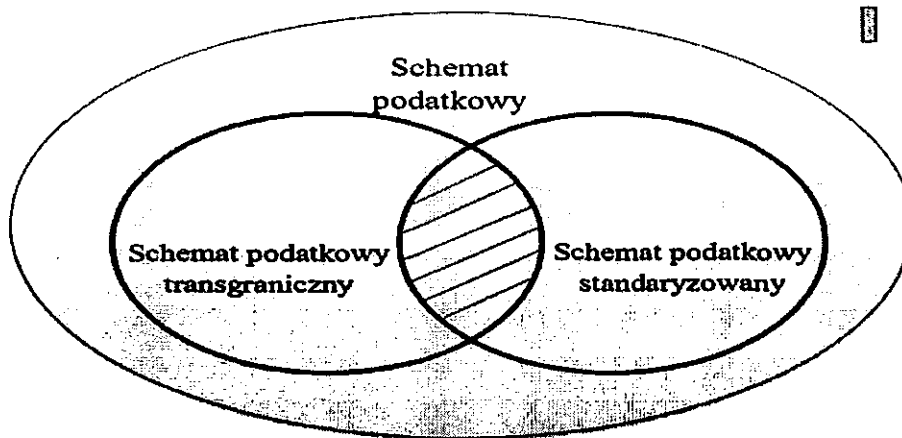 Schemat
podatkowy
Schemat podatkowy
transgraniczny
Schemat podatkowy
standaryzowany